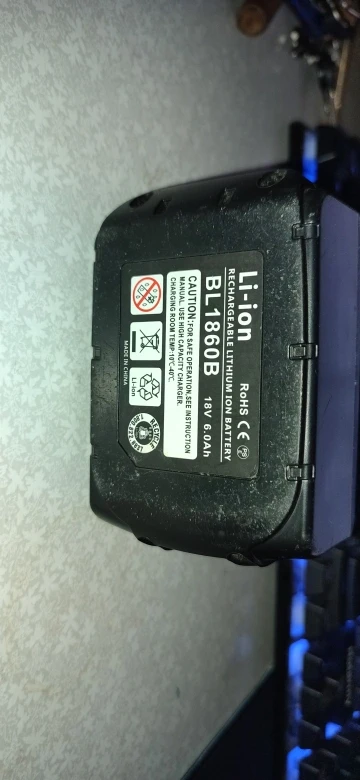 Li-ion RoHS CE PS
RECHARGEABLE LITHIUM ION BATTERY
BL1860B 18V 6.0Ah
CAUTION:FOR SAFE OPERATION,SEE INSTRUCTION
MANUAL. USE HIGH CAPACITY CHARGER.
CHARGING ROOM TEMP:10℃-40℃.
Li-ion
MADE IN CHINA